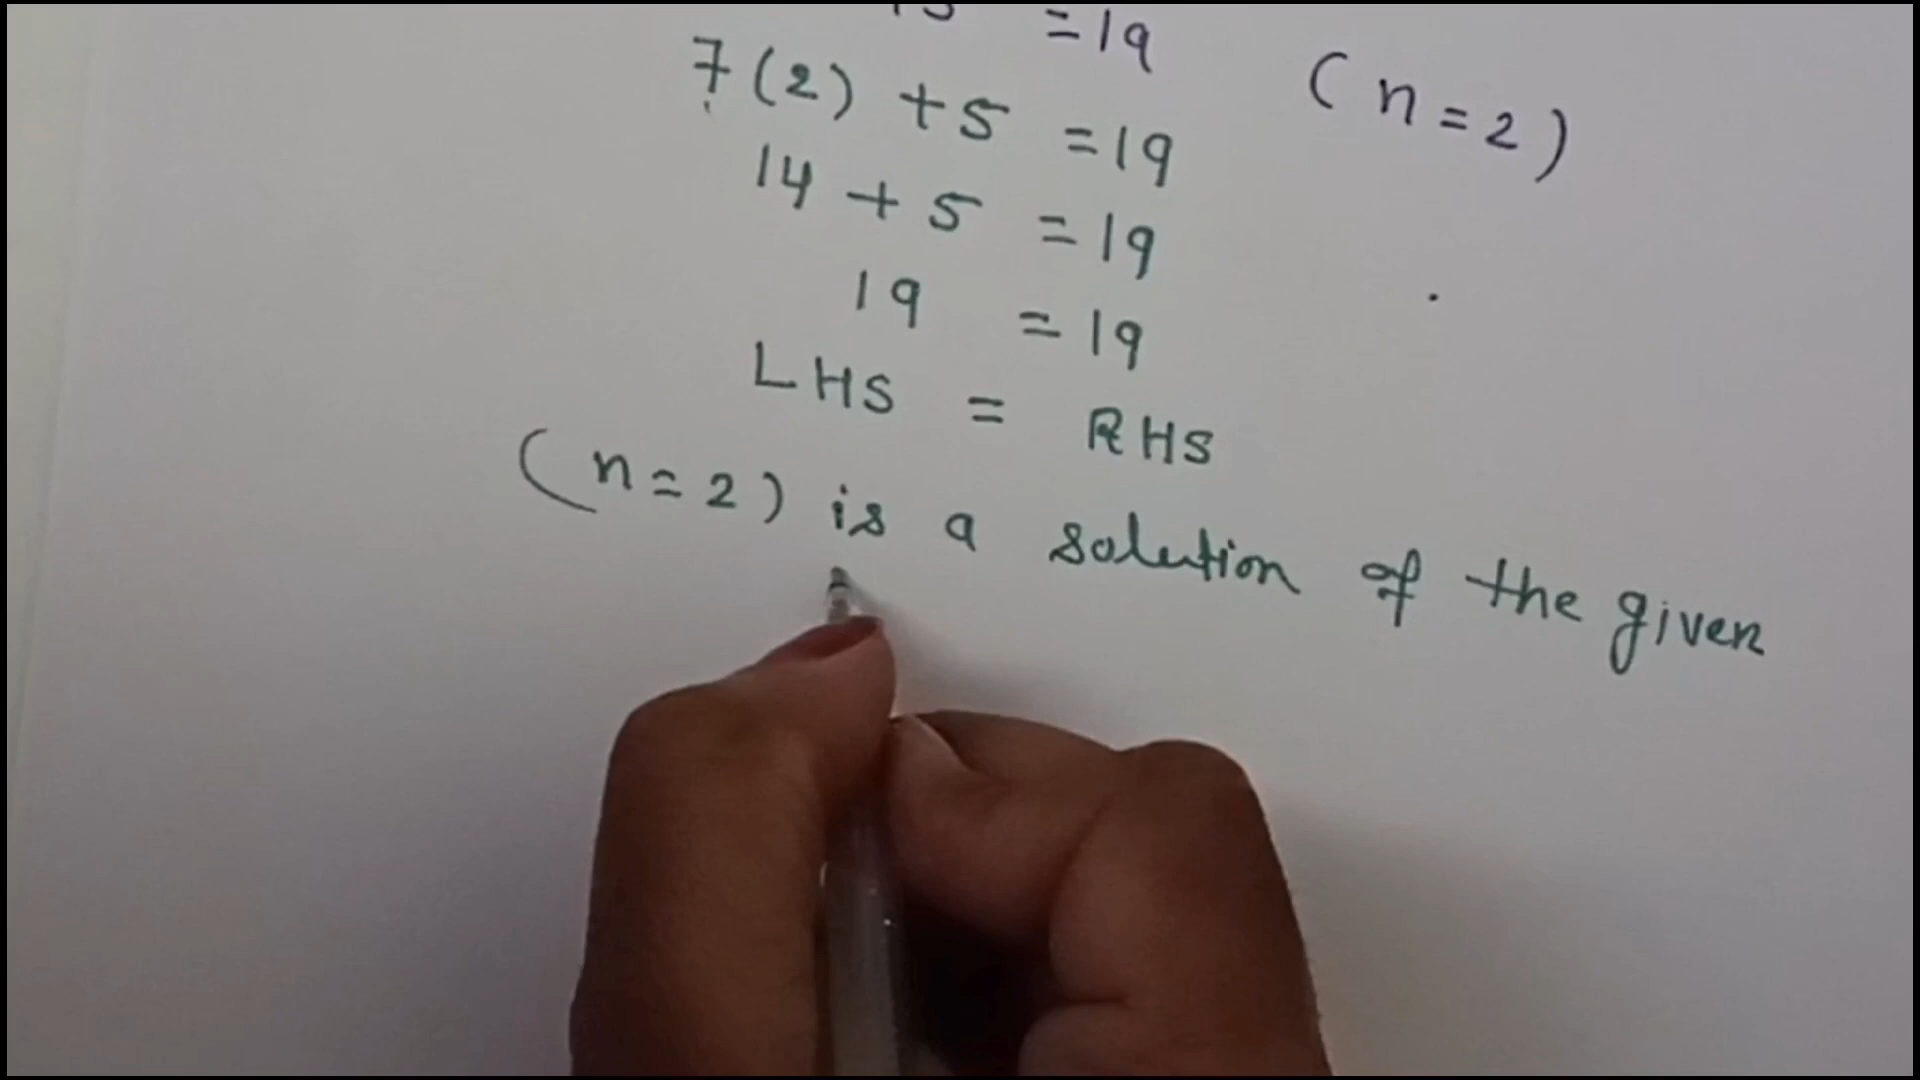 =19 (n=2)
7(2) +5 =19
14 + 5 =19
19 =19
LHS = RHS
(n=2) is a solution of the given